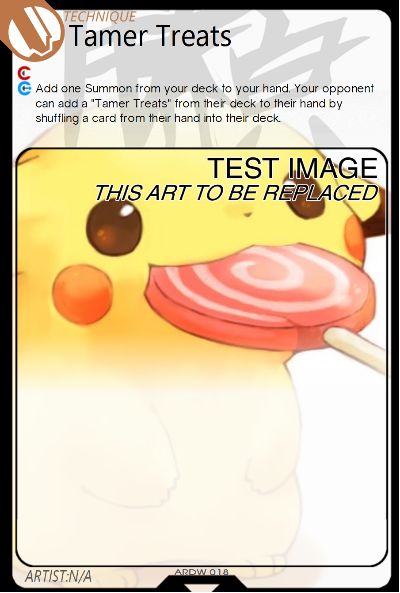 TECHNIQUE
Tamer Treats
C
C Add one Summon from your deck to your hand. Your opponent
can add a "Tamer Treats" from their deck to their hand by
shuffling a card from their hand into their deck.
TEST IMAGE
THIS ART TO BE REPLACED
ARTIST:N/A
ARDW 018